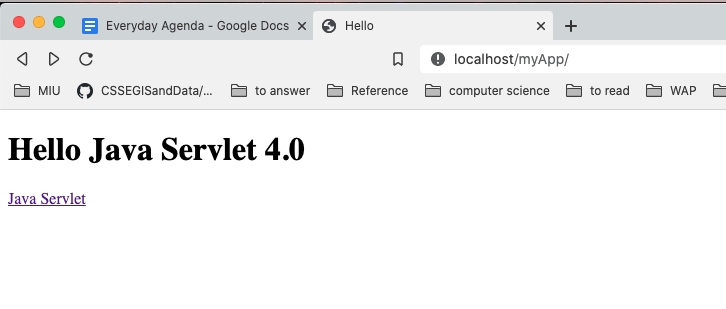 Everyday Agenda - Google Docs
Hello
localhost/myApp/
MIU
CSSEGISandData/...
to answer
Reference
computer science
to read
WAP
Hello Java Servlet 4.0
Java Servlet